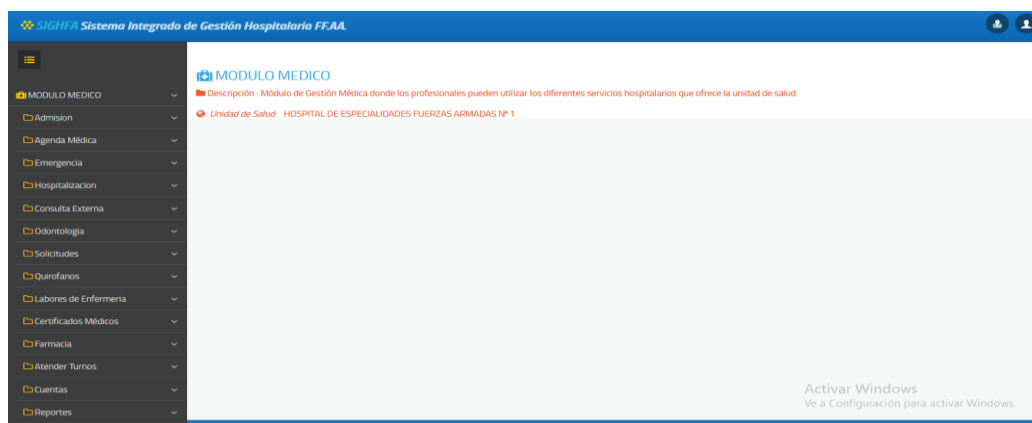 SIGHFA Sistema Integrado de Gestión Hospitalaria FF.AA.
MODULO MEDICO
Descripción : Módulo de Gestión Médica donde los profesionales pueden utilizar los diferentes servicios hospitalarios que ofrece la unidad de salud.
Unidad de Salud: HOSPITAL DE ESPECIALIDADES FUERZAS ARMADAS Nº 1
MODULO MEDICO
Admision
Agenda Médica
Emergencia
Hospitalizacion
Consulta Externa
Odontologia
Solicitudes
Quirofanos
Labores de Enfermeria
Certificados Médicos
Farmacia
Atender Turnos
Cuentas
Reportes
Activar Windows
Ve a Configuración para activar Windows.